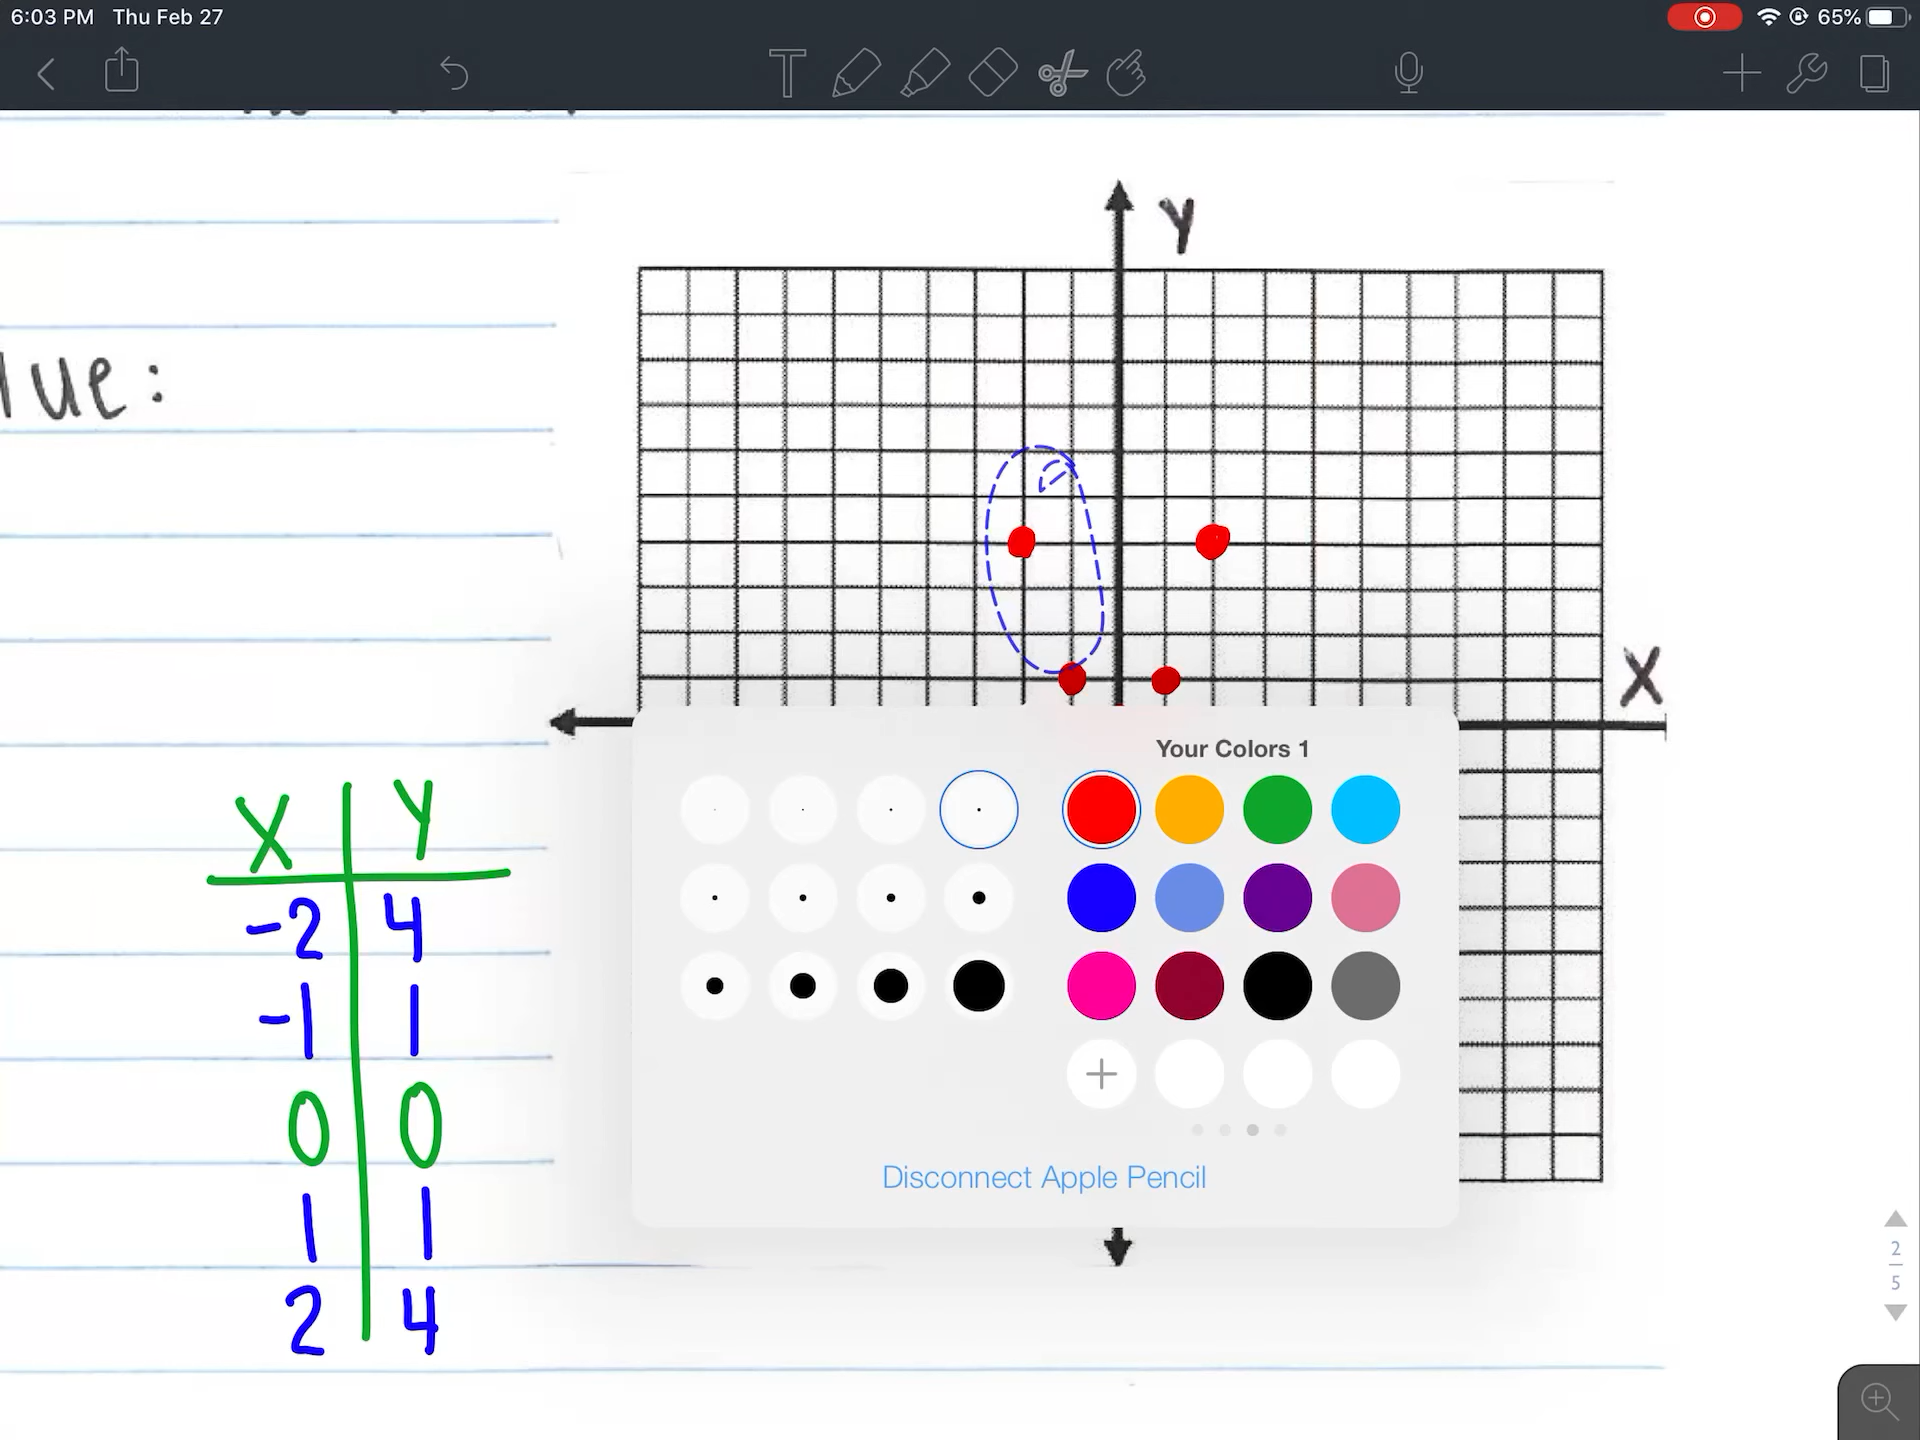 6:03 PM Thu Feb 27
65%
T
Y
lue:
X
Your Colors 1
X Y
-2 4
-1 1
0 0
1 1
2 4
Disconnect Apple Pencil
2
5